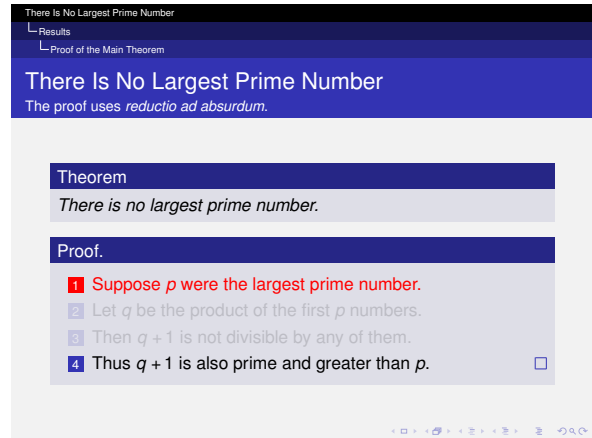 There Is No Largest Prime Number
Results
Proof of the Main Theorem
There Is No Largest Prime Number
The proof uses reductio ad absurdum.
Theorem
There is no largest prime number.
Proof.
1 Suppose p were the largest prime number.
2 Let q be the product of the first p numbers.
3 Then q + 1 is not divisible by any of them.
4 Thus q + 1 is also prime and greater than p.